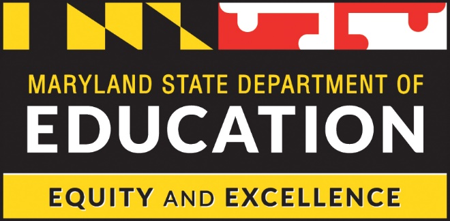 MARYLAND STATE DEPARTMENT OF
EDUCATION
EQUITY AND EXCELLENCE